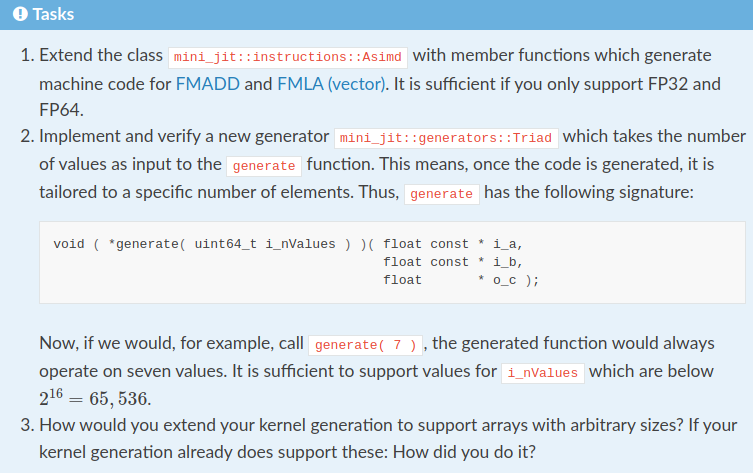 Tasks
1. Extend the class mini_jit::instructions::Asimd with member functions which generate
machine code for FMADD and FMLA (vector). It is sufficient if you only support FP32 and
FP64.
2. Implement and verify a new generator mini_jit::generators::Triad which takes the number
of values as input to the generate function. This means, once the code is generated, it is
tailored to a specific number of elements. Thus, generate has the following signature:
void ( *generate( uint64_t i_nValues ) )( float const * i_a,
float const * i_b,
float * o_c );
Now, if we would, for example, call generate( 7 ), the generated function would always
operate on seven values. It is sufficient to support values for i_nValues which are below
2^16 = 65,536.
3. How would you extend your kernel generation to support arrays with arbitrary sizes? If your
kernel generation already does support these: How did you do it?